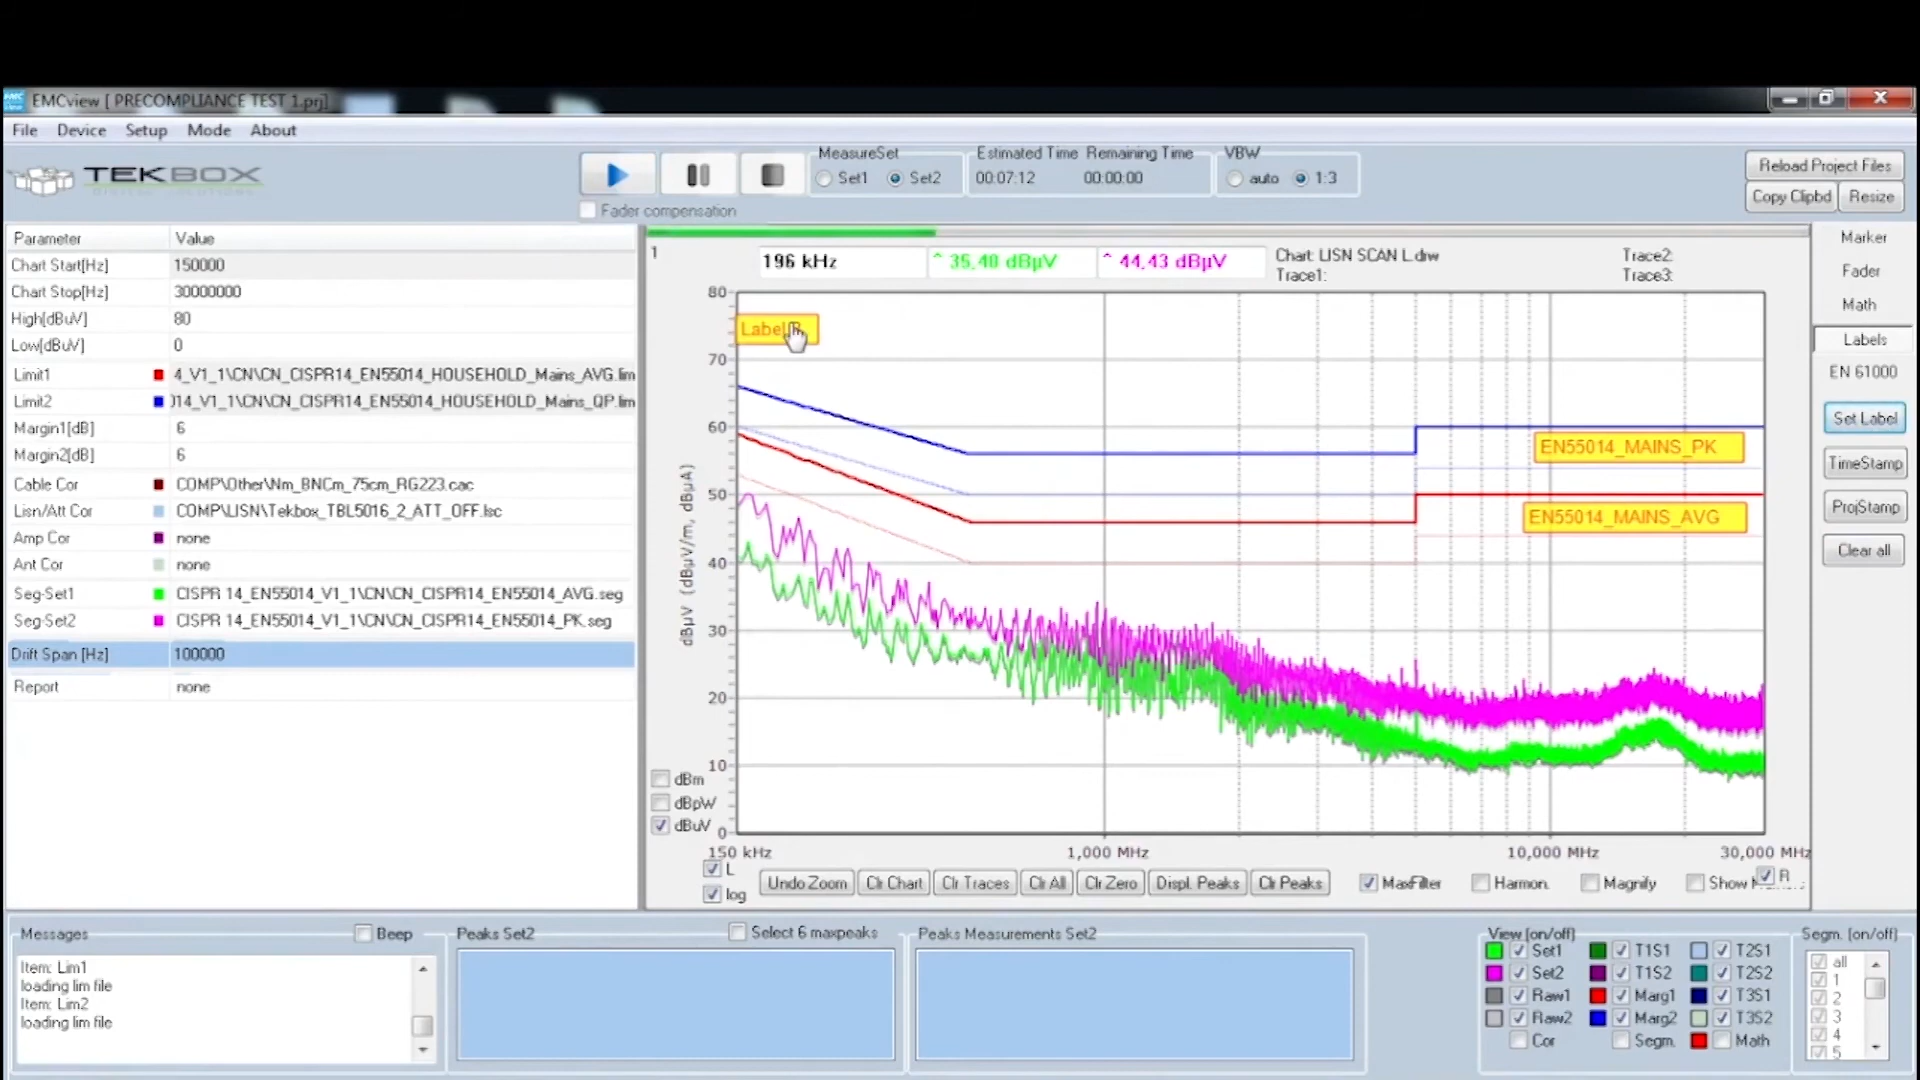 EMCview [ PRECOMPLIANCE TEST 1.prj]
File Device Setup Mode About
TEKBOX
MeasureSet
Set1 Set2
Estimated Time Remaining Time
00:07:12 00:00:00
VBW
auto 1:3
Fader compensation
Reload Project Files
Copy Clipbd Resize
Parameter Value
Chart Start[Hz] 150000
Chart Stop[Hz] 30000000
High[dBuV] 80
Low[dBuV] 0
Limit1 4_V1_1\CN\CN_CISPR14_EN55014_HOUSEHOLD_Mains_AVG.lim
Limit2 )14_V1_1\CN\CN_CISPR14_EN55014_HOUSEHOLD_Mains_QP.lim
Margin1[dB] 6
Margin2[dB] 6
Cable Cor COMP\Other\Nm_BNCm_75cm_RG223.cac
Lisn/Att Cor COMP\LISN\Tekbox_TBL5016_2_ATT_OFF.lsc
Amp Cor none
Ant Cor none
Seg-Set1 CISPR 14_EN55014_V1_1\CN\CN_CISPR14_EN55014_AVG.seg
Seg-Set2 CISPR 14_EN55014_V1_1\CN\CN_CISPR14_EN55014_PK.seg
Drift Span [Hz] 100000
Report none
1
196 kHz ^ 35,40 dBµV ^ 44,43 dBµV
Chart: LISN SCAN L.drw
Trace1:
Trace2:
Trace3:
80
70
60
50
40
30
20
10
0
dBµV (dBµV/m, dBµA)
Label
EN55014_MAINS_PK
EN55014_MAINS_AVG
dBm
dBpW
dBuV
150 kHz 1,000 MHz 10,000 MHz 30,000 MHz
L
log
Undo Zoom Clr Chart Clr Traces Clr All Clr Zero Displ. Peaks Clr Peaks
MaxFilter Harmon. Magnify Show
R
Marker
Fader
Math
Labels
EN 61000
Set Label
TimeStamp
ProjStamp
Clear all
Messages Beep
Item: Lim1
loading lim file
Item: Lim2
loading lim file
Peaks Set2 Select 6 maxpeaks
Peaks Measurements Set2
View (on/off)
Set1 T1S1 T2S1
Set2 T1S2 T2S2
Raw1 Marg1 T3S1
Raw2 Marg2 T3S2
Cor Segm. Math
Segm. (on/off)
all
1
2
3
4
5